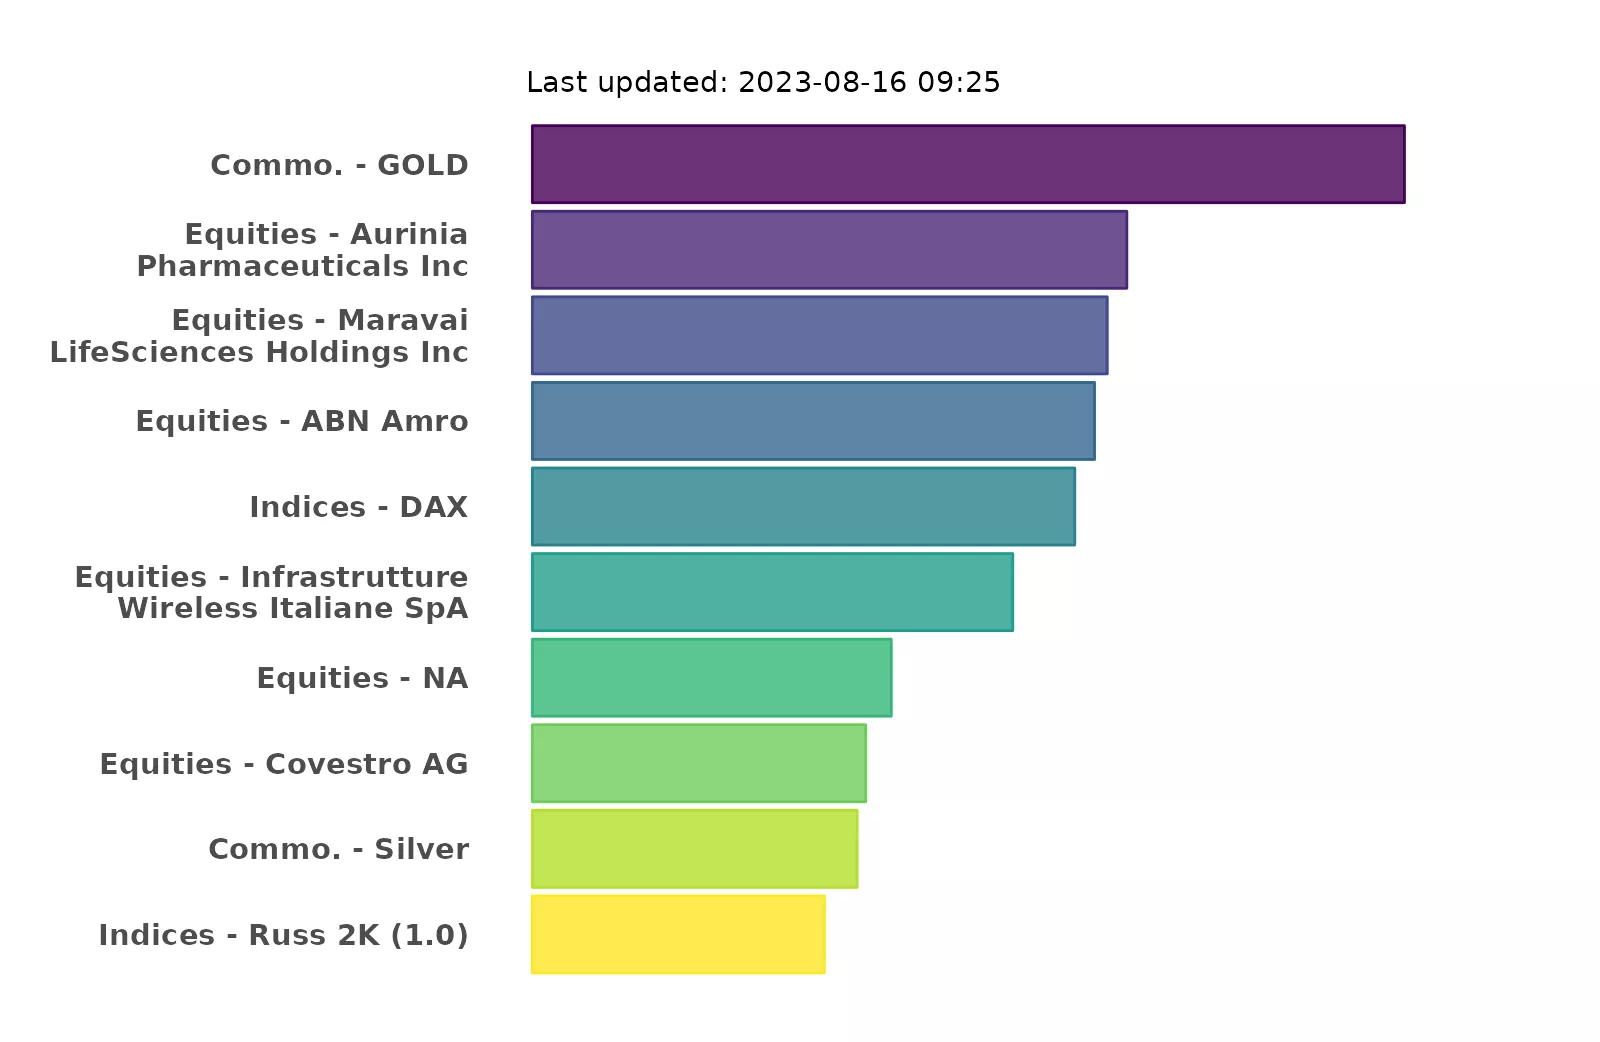 Last updated: 2023-08-16 09:25
Commo. - GOLD
Equities - Aurinia
Pharmaceuticals Inc
Equities - Maravai
LifeSciences Holdings Inc
Equities - ABN Amro
Indices - DAX
Equities - Infrastrutture
Wireless Italiane SpA
Equities - NA
Equities - Covestro AG
Commo. - Silver
Indices - Russ 2K (1.0)